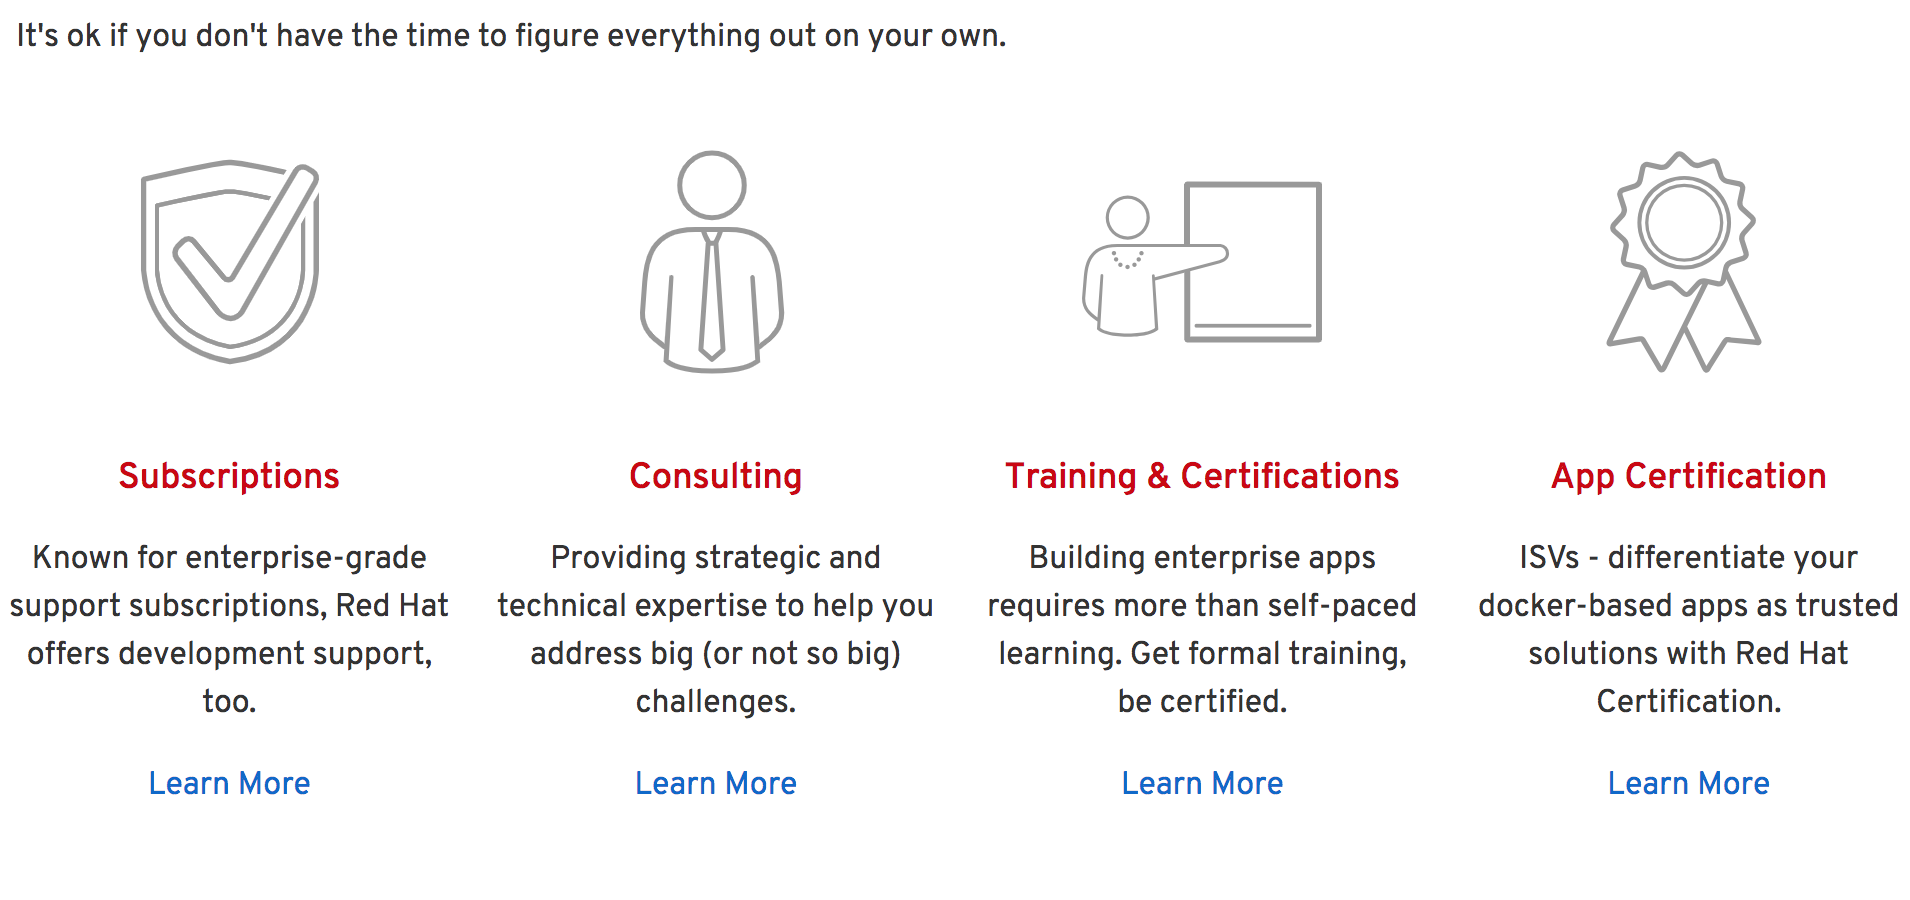 It's ok if you don't have the time to figure everything out on your own.
Subscriptions
Known for enterprise-grade
support subscriptions, Red Hat
offers development support,
too.
Learn More
Consulting
Providing strategic and
technical expertise to help you
address big (or not so big)
challenges.
Learn More
Training & Certifications
Building enterprise apps
requires more than self-paced
learning. Get formal training,
be certified.
Learn More
App Certification
ISVs - differentiate your
docker-based apps as trusted
solutions with Red Hat
Certification.
Learn More